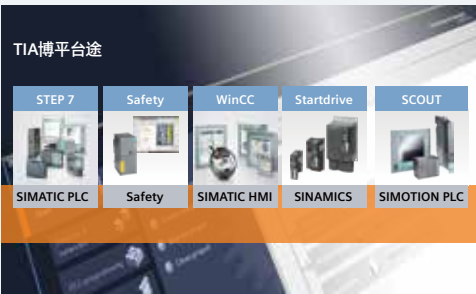 TIA博平台途
STEP 7
Safety
WinCC
Startdrive
SCOUT
SIMATIC PLC
Safety
SIMATIC HMI
SINAMICS
SIMOTION PLC